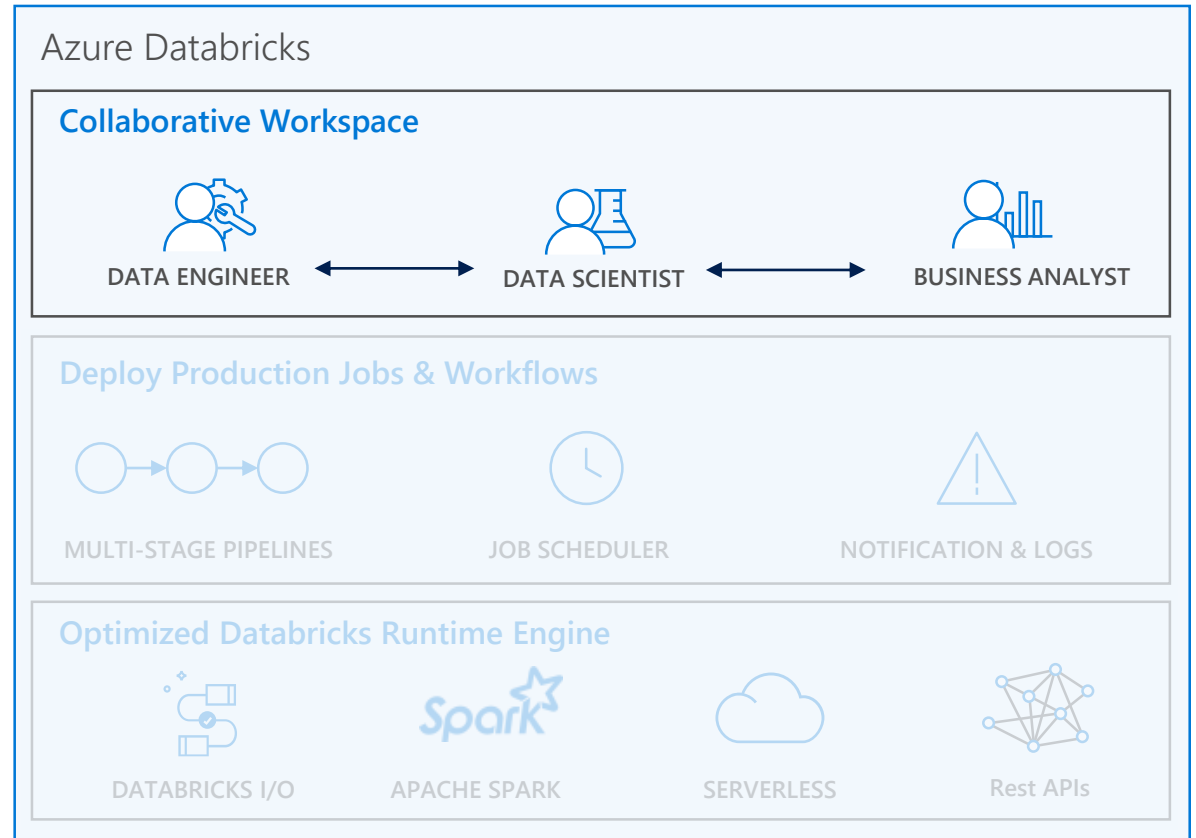 Azure Databricks
Collaborative Workspace
DATA ENGINEER
DATA SCIENTIST
BUSINESS ANALYST
Deploy Production Jobs & Workflows
MULTI-STAGE PIPELINES
JOB SCHEDULER
NOTIFICATION & LOGS
Optimized Databricks Runtime Engine
Spark
DATABRICKS I/O
APACHE SPARK
SERVERLESS
Rest APIs